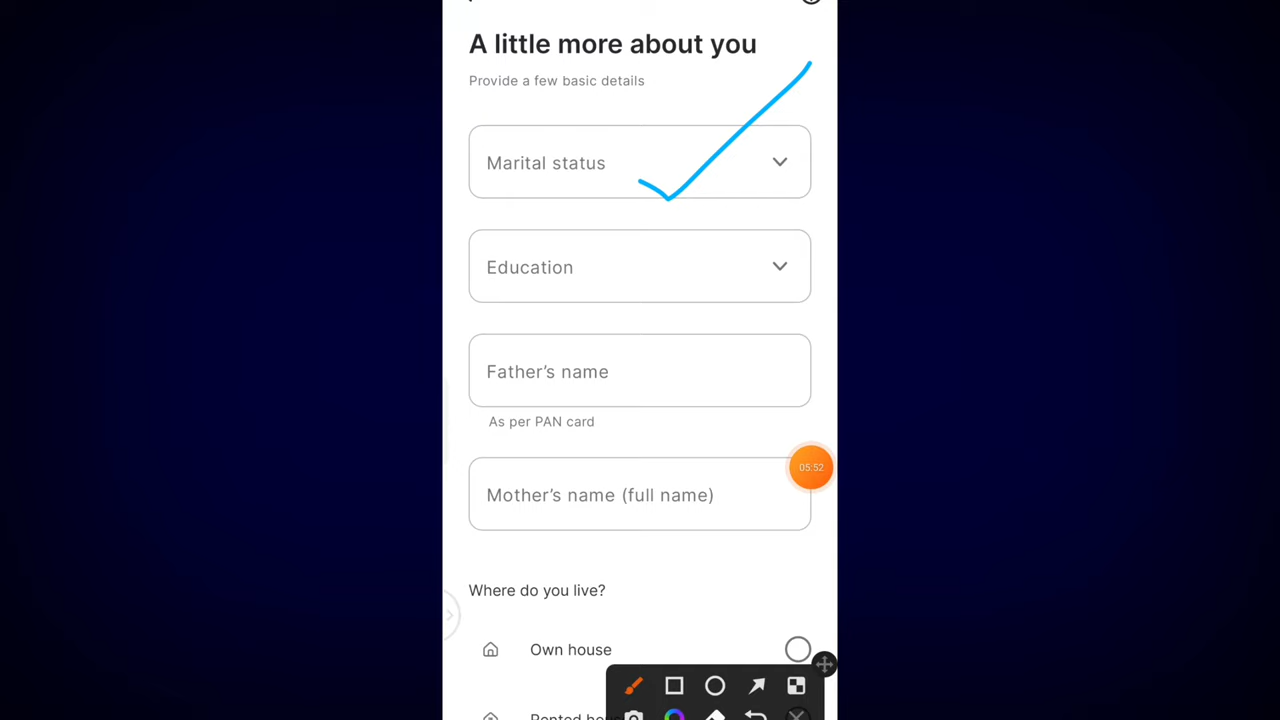 A little more about you
Provide a few basic details
Marital status
Education
Father’s name
As per PAN card
Mother’s name (full name)
05:52
Where do you live?
Own house
Rented